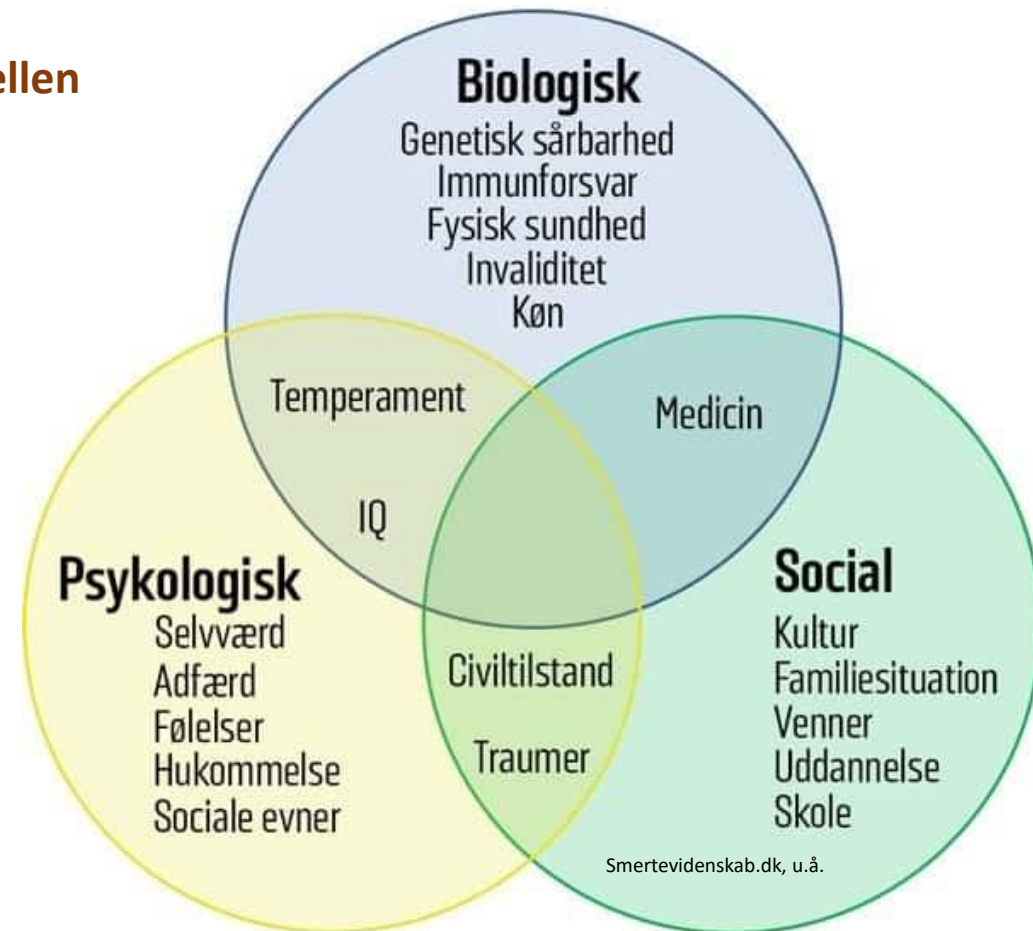 ellen
Biologisk
Genetisk sårbarhed
Immunforsvar
Fysisk sundhed
Invaliditet
Køn
Temperament
Medicin
IQ
Psykologisk
Selvværd
Adfærd
Følelser
Hukommelse
Sociale evner
Civiltilstand
Traumer
Social
Kultur
Familiesituation
Venner
Uddannelse
Skole
Smertevidenskab.dk, u.å.